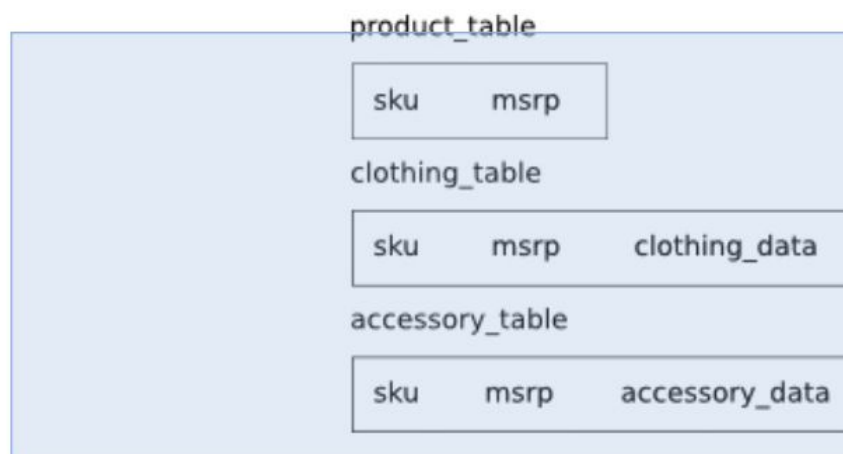 product_table
sku msrp
clothing_table
sku msrp clothing_data
accessory_table
sku msrp accessory_data